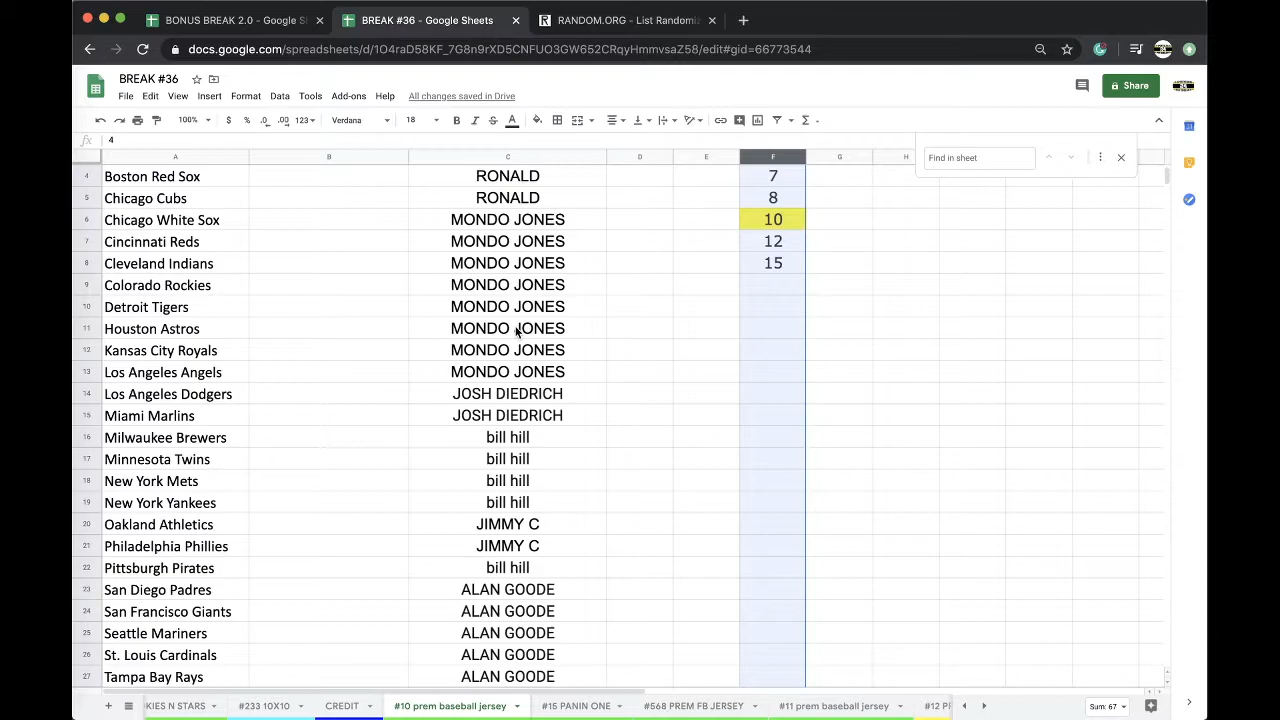 BONUS BREAK 2.0 - Google S
BREAK #36 - Google Sheets
RANDOM.ORG - List Randomiz
docs.google.com/spreadsheets/d/1O4raD58KF_7G8n9rXD5CNFUO3GW652CRqyHmmvsaZ58/edit#gid=66773544
BREAK #36
File Edit View Insert Format Data Tools Add-ons Help All changes saved in Drive
Share
100% $ % .0 .00 123 Verdana 18 B I S A
fx 4
Find in sheet
A B C D E F G H
4 Boston Red Sox RONALD 7
5 Chicago Cubs RONALD 8
6 Chicago White Sox MONDO JONES 10
7 Cincinnati Reds MONDO JONES 12
8 Cleveland Indians MONDO JONES 15
9 Colorado Rockies MONDO JONES
10 Detroit Tigers MONDO JONES
11 Houston Astros MONDO JONES
12 Kansas City Royals MONDO JONES
13 Los Angeles Angels MONDO JONES
14 Los Angeles Dodgers JOSH DIEDRICH
15 Miami Marlins JOSH DIEDRICH
16 Milwaukee Brewers bill hill
17 Minnesota Twins bill hill
18 New York Mets bill hill
19 New York Yankees bill hill
20 Oakland Athletics JIMMY C
21 Philadelphia Phillies JIMMY C
22 Pittsburgh Pirates bill hill
23 San Diego Padres ALAN GOODE
24 San Francisco Giants ALAN GOODE
25 Seattle Mariners ALAN GOODE
26 St. Louis Cardinals ALAN GOODE
27 Tampa Bay Rays ALAN GOODE
KIES N STARS #233 10X10 CREDIT #10 prem baseball jersey #15 PANIN ONE #568 PREM FB JERSEY #11 prem baseball jersey #12 P Sum: 67